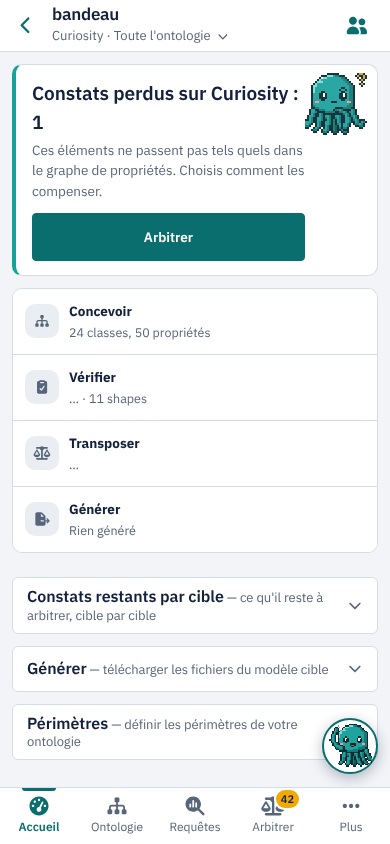 bandeau
Curiosity · Toute l'ontologie
Constats perdus sur Curiosity :
1
Ces éléments ne passent pas tels quels dans
le graphe de propriétés. Choisis comment les
compenser.
Arbitrer
Concevoir
24 classes, 50 propriétés
Vérifier
... · 11 shapes
Transposer
...
Générer
Rien généré
Constats restants par cible — ce qu'il reste à
arbitrer, cible par cible
Générer — télécharger les fichiers du modèle cible
Périmètres — définir les périmètres de votre
ontologie
42
Accueil Ontologie Requêtes Arbitrer Plus